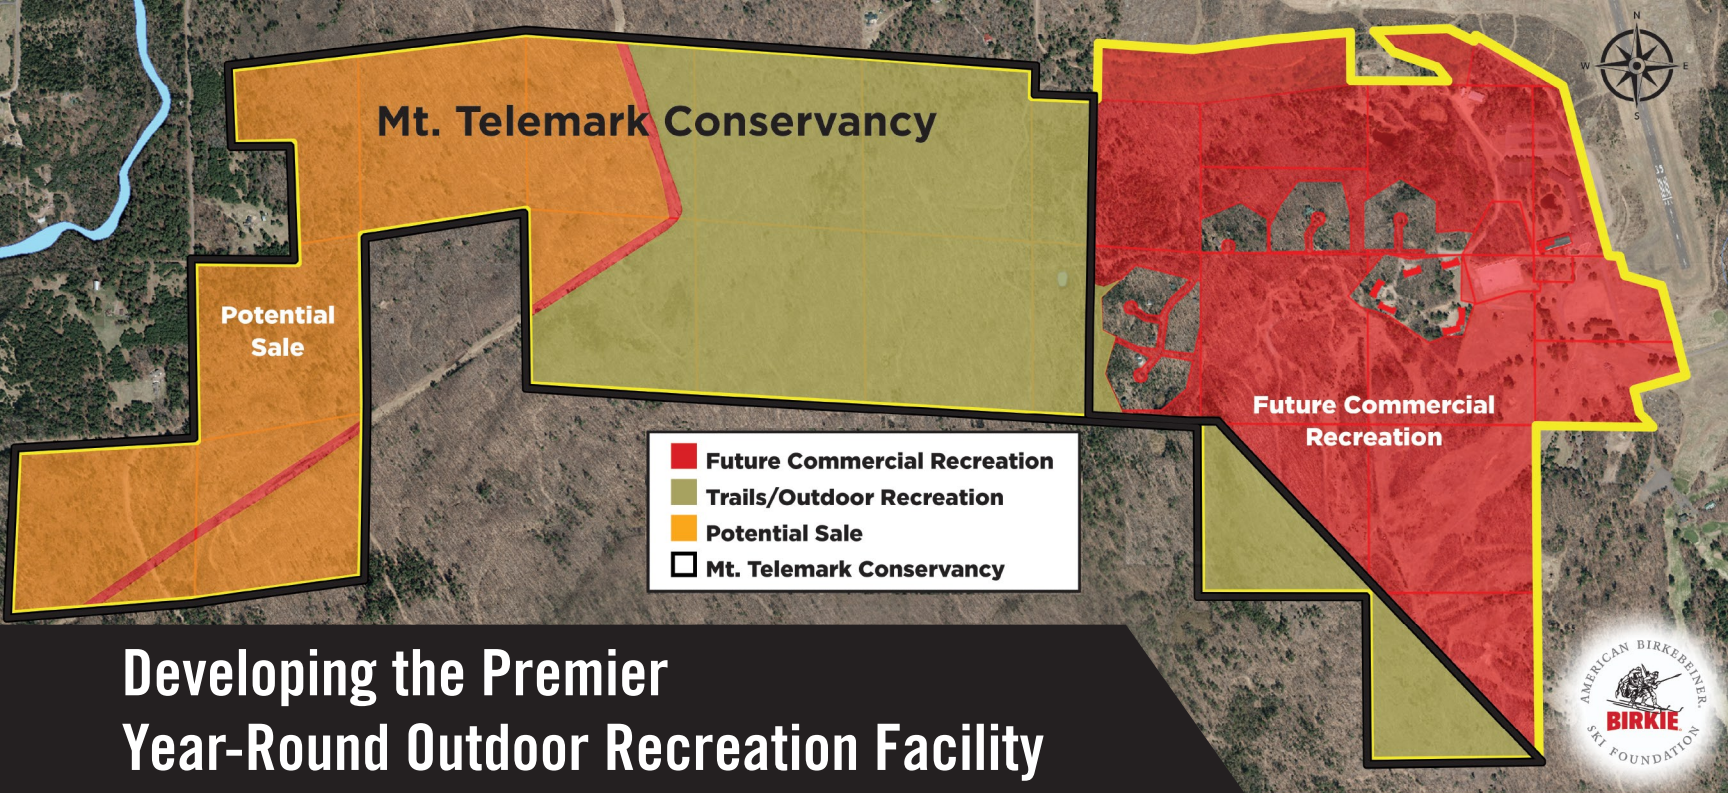 Mt. Telemark Conservancy
N
W
E
S
Potential
Sale
Future Commercial
Recreation
Future Commercial Recreation
Trails/Outdoor Recreation
Potential Sale
Mt. Telemark Conservancy
Developing the Premier
Year-Round Outdoor Recreation Facility
AMERICAN BIRKEBEINER
BIRKIE
SKI FOUNDATION